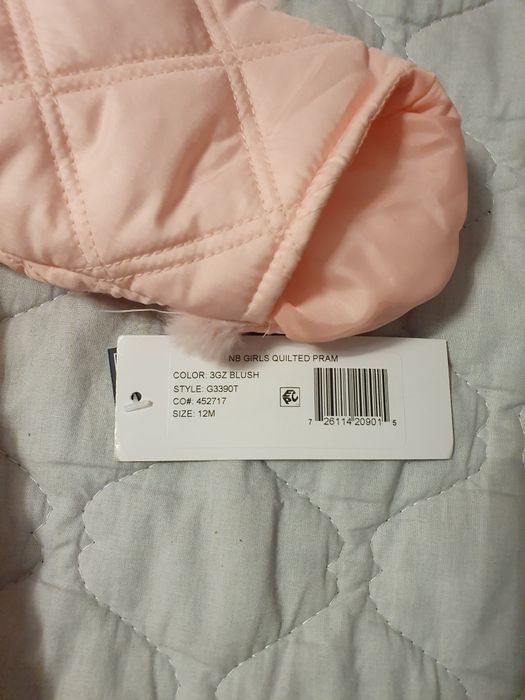 NB GIRLS QUILTED PRAM
COLOR: 3GZ BLUSH
STYLE: G3390T
CO#: 452717
SIZE: 12M
7 26114 20901 5